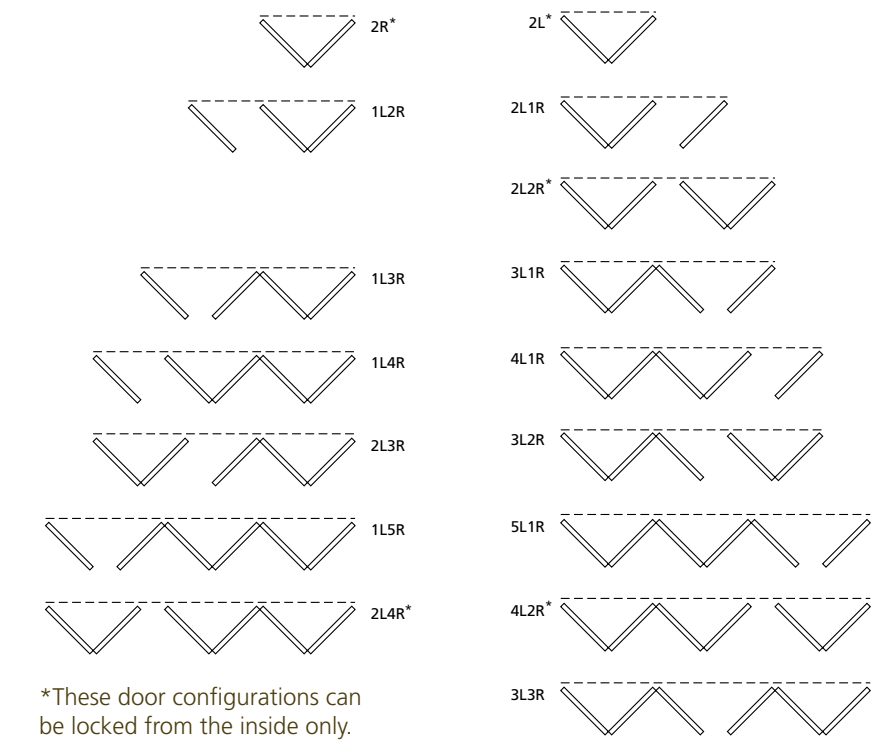 2R*
1L2R
1L3R
1L4R
2L3R
1L5R
2L4R*
*These door configurations can
be locked from the inside only.
2L*
2L1R
2L2R*
3L1R
4L1R
3L2R
5L1R
4L2R*
3L3R